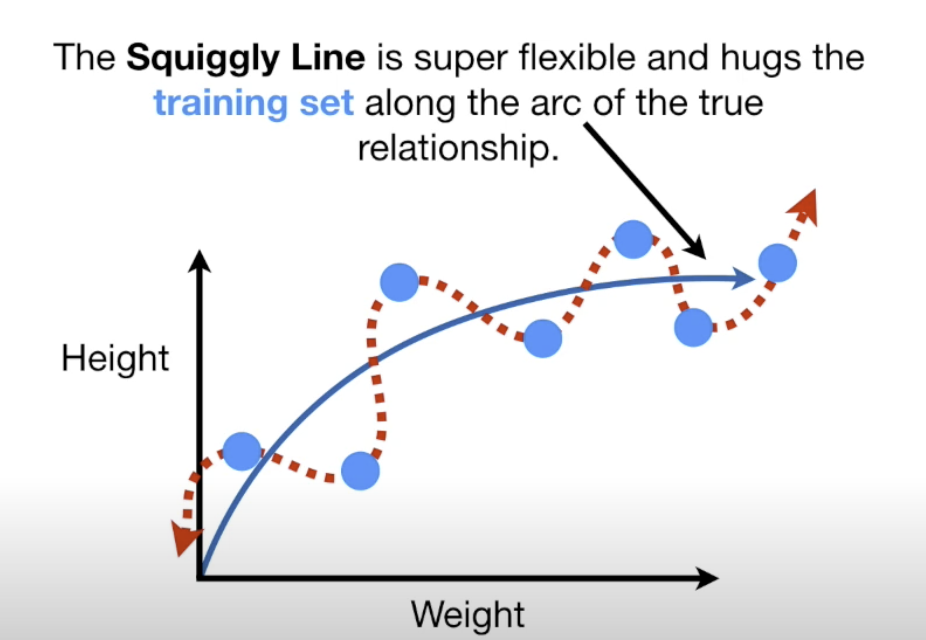 The Squiggly Line is super flexible and hugs the
training set along the arc of the true
relationship.
Height
Weight